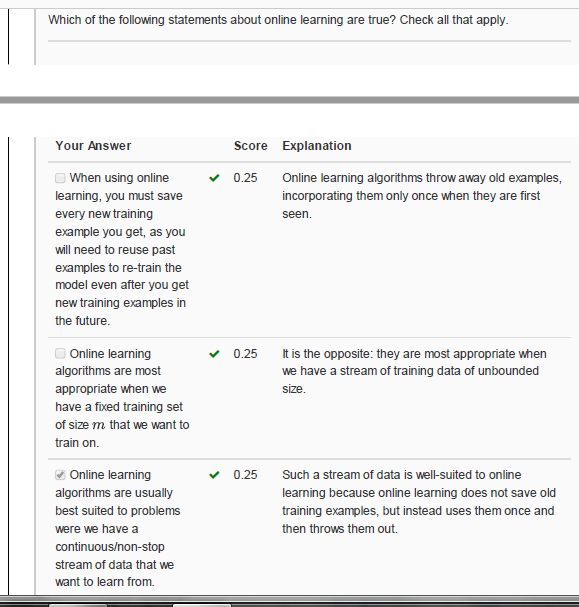 Which of the following statements about online learning are true? Check all that apply.
Your Answer Score Explanation
When using online
learning, you must save
every new training
example you get, as you
will need to reuse past
examples to re-train the
model even after you get
new training examples in
the future.
0.25
Online learning algorithms throw away old examples,
incorporating them only once when they are first
seen.
Online learning
algorithms are most
appropriate when we
have a fixed training set
of size m that we want to
train on.
0.25
It is the opposite: they are most appropriate when
we have a stream of training data of unbounded
size.
Online learning
algorithms are usually
best suited to problems
were we have a
continuous/non-stop
stream of data that we
want to learn from.
0.25
Such a stream of data is well-suited to online
learning because online learning does not save old
training examples, but instead uses them once and
then throws them out.